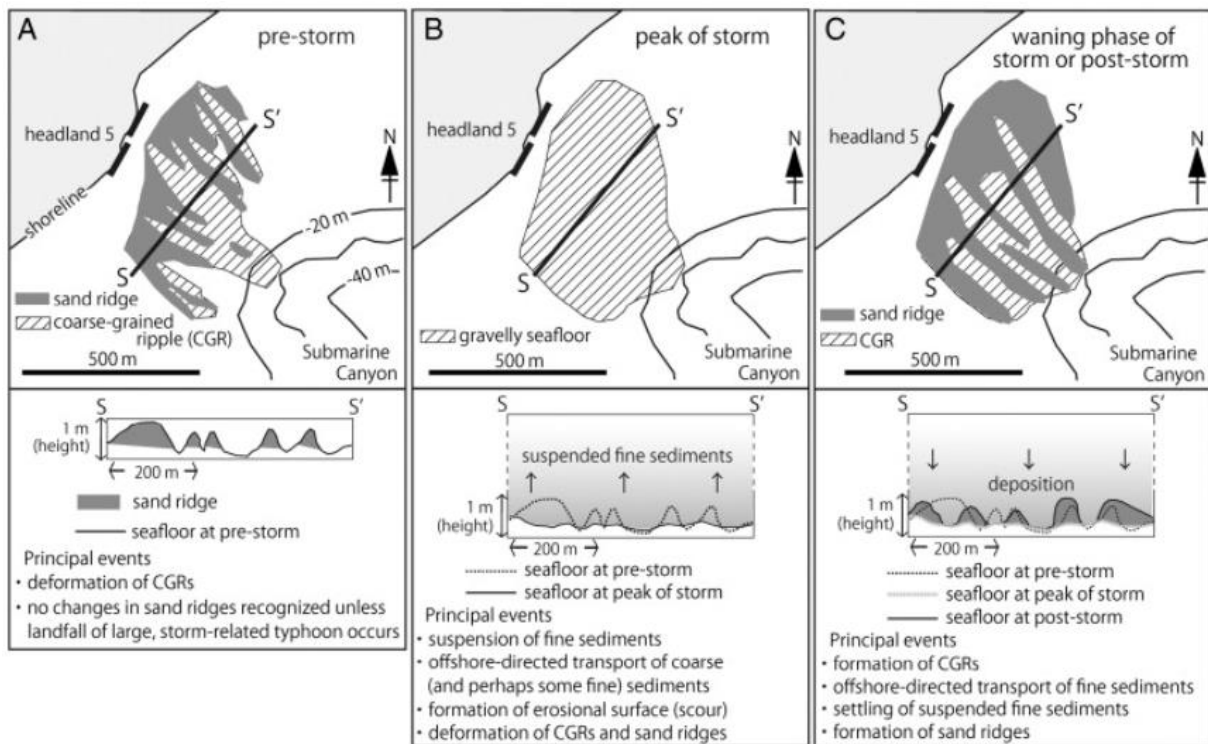 A
pre-storm
S'
headland 5
N
shoreline
-20 m
S
-40 m
sand ridge
coarse-grained
ripple (CGR)
500 m
Submarine
Canyon
S
S'
1 m
(height)
200 m
sand ridge
seafloor at pre-storm
Principal events
• deformation of CGRs
• no changes in sand ridges recognized unless
landfall of large, storm-related typhoon occurs
B
peak of storm
S'
headland 5
N
S
gravelly seafloor
500 m
Submarine
Canyon
S
S'
suspended fine sediments
1 m
(height)
200 m
seafloor at pre-storm
seafloor at peak of storm
Principal events
• suspension of fine sediments
• offshore-directed transport of coarse
(and perhaps some fine) sediments
• formation of erosional surface (scour)
• deformation of CGRs and sand ridges
C
waning phase of
storm or post-storm
S'
headland 5
N
S
sand ridge
CGR
500 m
Submarine
Canyon
S
S'
deposition
1 m
(height)
200 m
seafloor at pre-storm
seafloor at peak of storm
seafloor at post-storm
Principal events
• formation of CGRs
• offshore-directed transport of fine sediments
• settling of suspended fine sediments
• formation of sand ridges